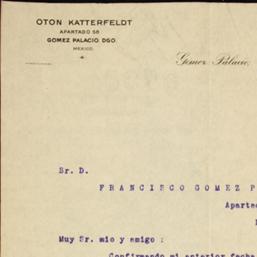 OTON KATTERFELDT
APARTADO 58
GOMEZ PALACIO, DGO.
MEXICO.
Gomez Palacio,
Sr. D.
FRANCISCO GOMEZ P
Apartad
Muy Sr. mio y amigo :
Confirmando mi anterior fecha